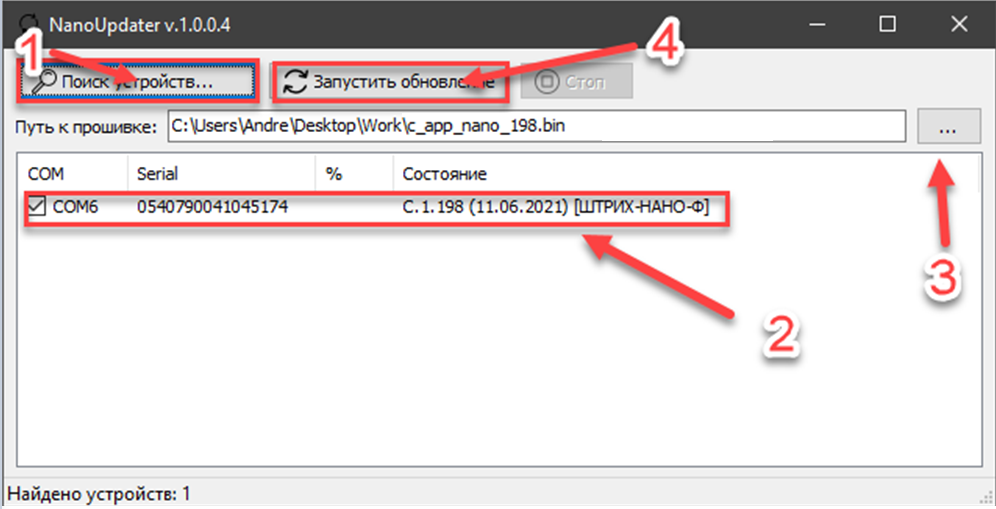 NanoUpdater v.1.0.0.4
1
4
Поиск устройств... Запустить обновление Стоп
Путь к прошивке: C:\Users\Andre\Desktop\Work\c_app_nano_198.bin ...
COM Serial % Состояние
COM6 0540790041045174 C.1.198 (11.06.2021) [ШТРИХ-НАНО-Ф]
3
2
Найдено устройств: 1